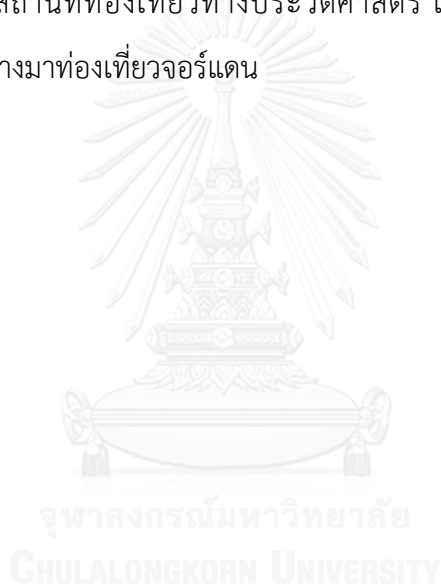 สถานที่ท่องเที่ยวทางประวัติศาสตร์
างมาท่องเที่ยวจอร์แดน
จุฬาลงกรณ์มหาวิทยาลัย
CHULALONGKORN UNIVERSITY